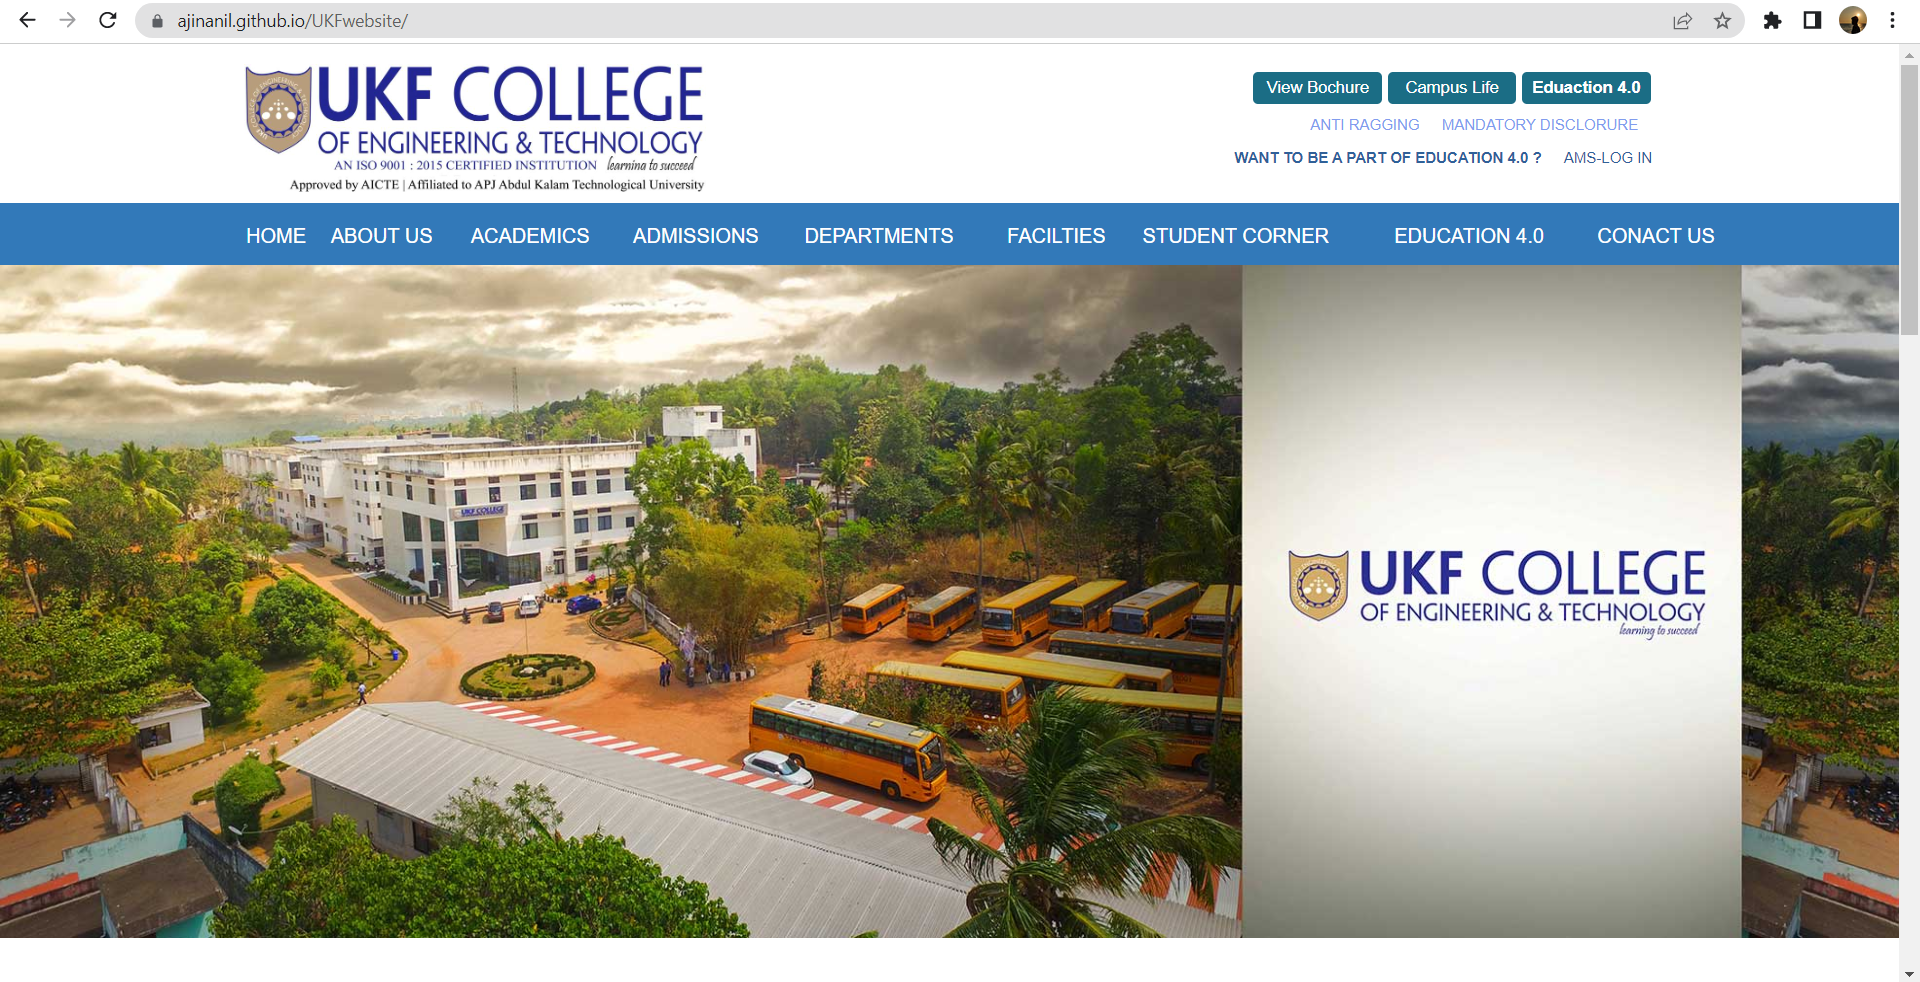 ajinanil.github.io/UKFwebsite/
UKF COLLEGE
OF ENGINEERING & TECHNOLOGY
AN ISO 9001 : 2015 CERTIFIED INSTITUTION learning to succeed
Approved by AICTE | Affiliated to APJ Abdul Kalam Technological University
View Bochure Campus Life Eduaction 4.0
ANTI RAGGING MANDATORY DISCLORURE
WANT TO BE A PART OF EDUCATION 4.0 ? AMS-LOG IN
HOME ABOUT US ACADEMICS ADMISSIONS DEPARTMENTS FACILTIES STUDENT CORNER EDUCATION 4.0 CONACT US
UKF COLLEGE
UKF COLLEGE
OF ENGINEERING & TECHNOLOGY
learning to succeed